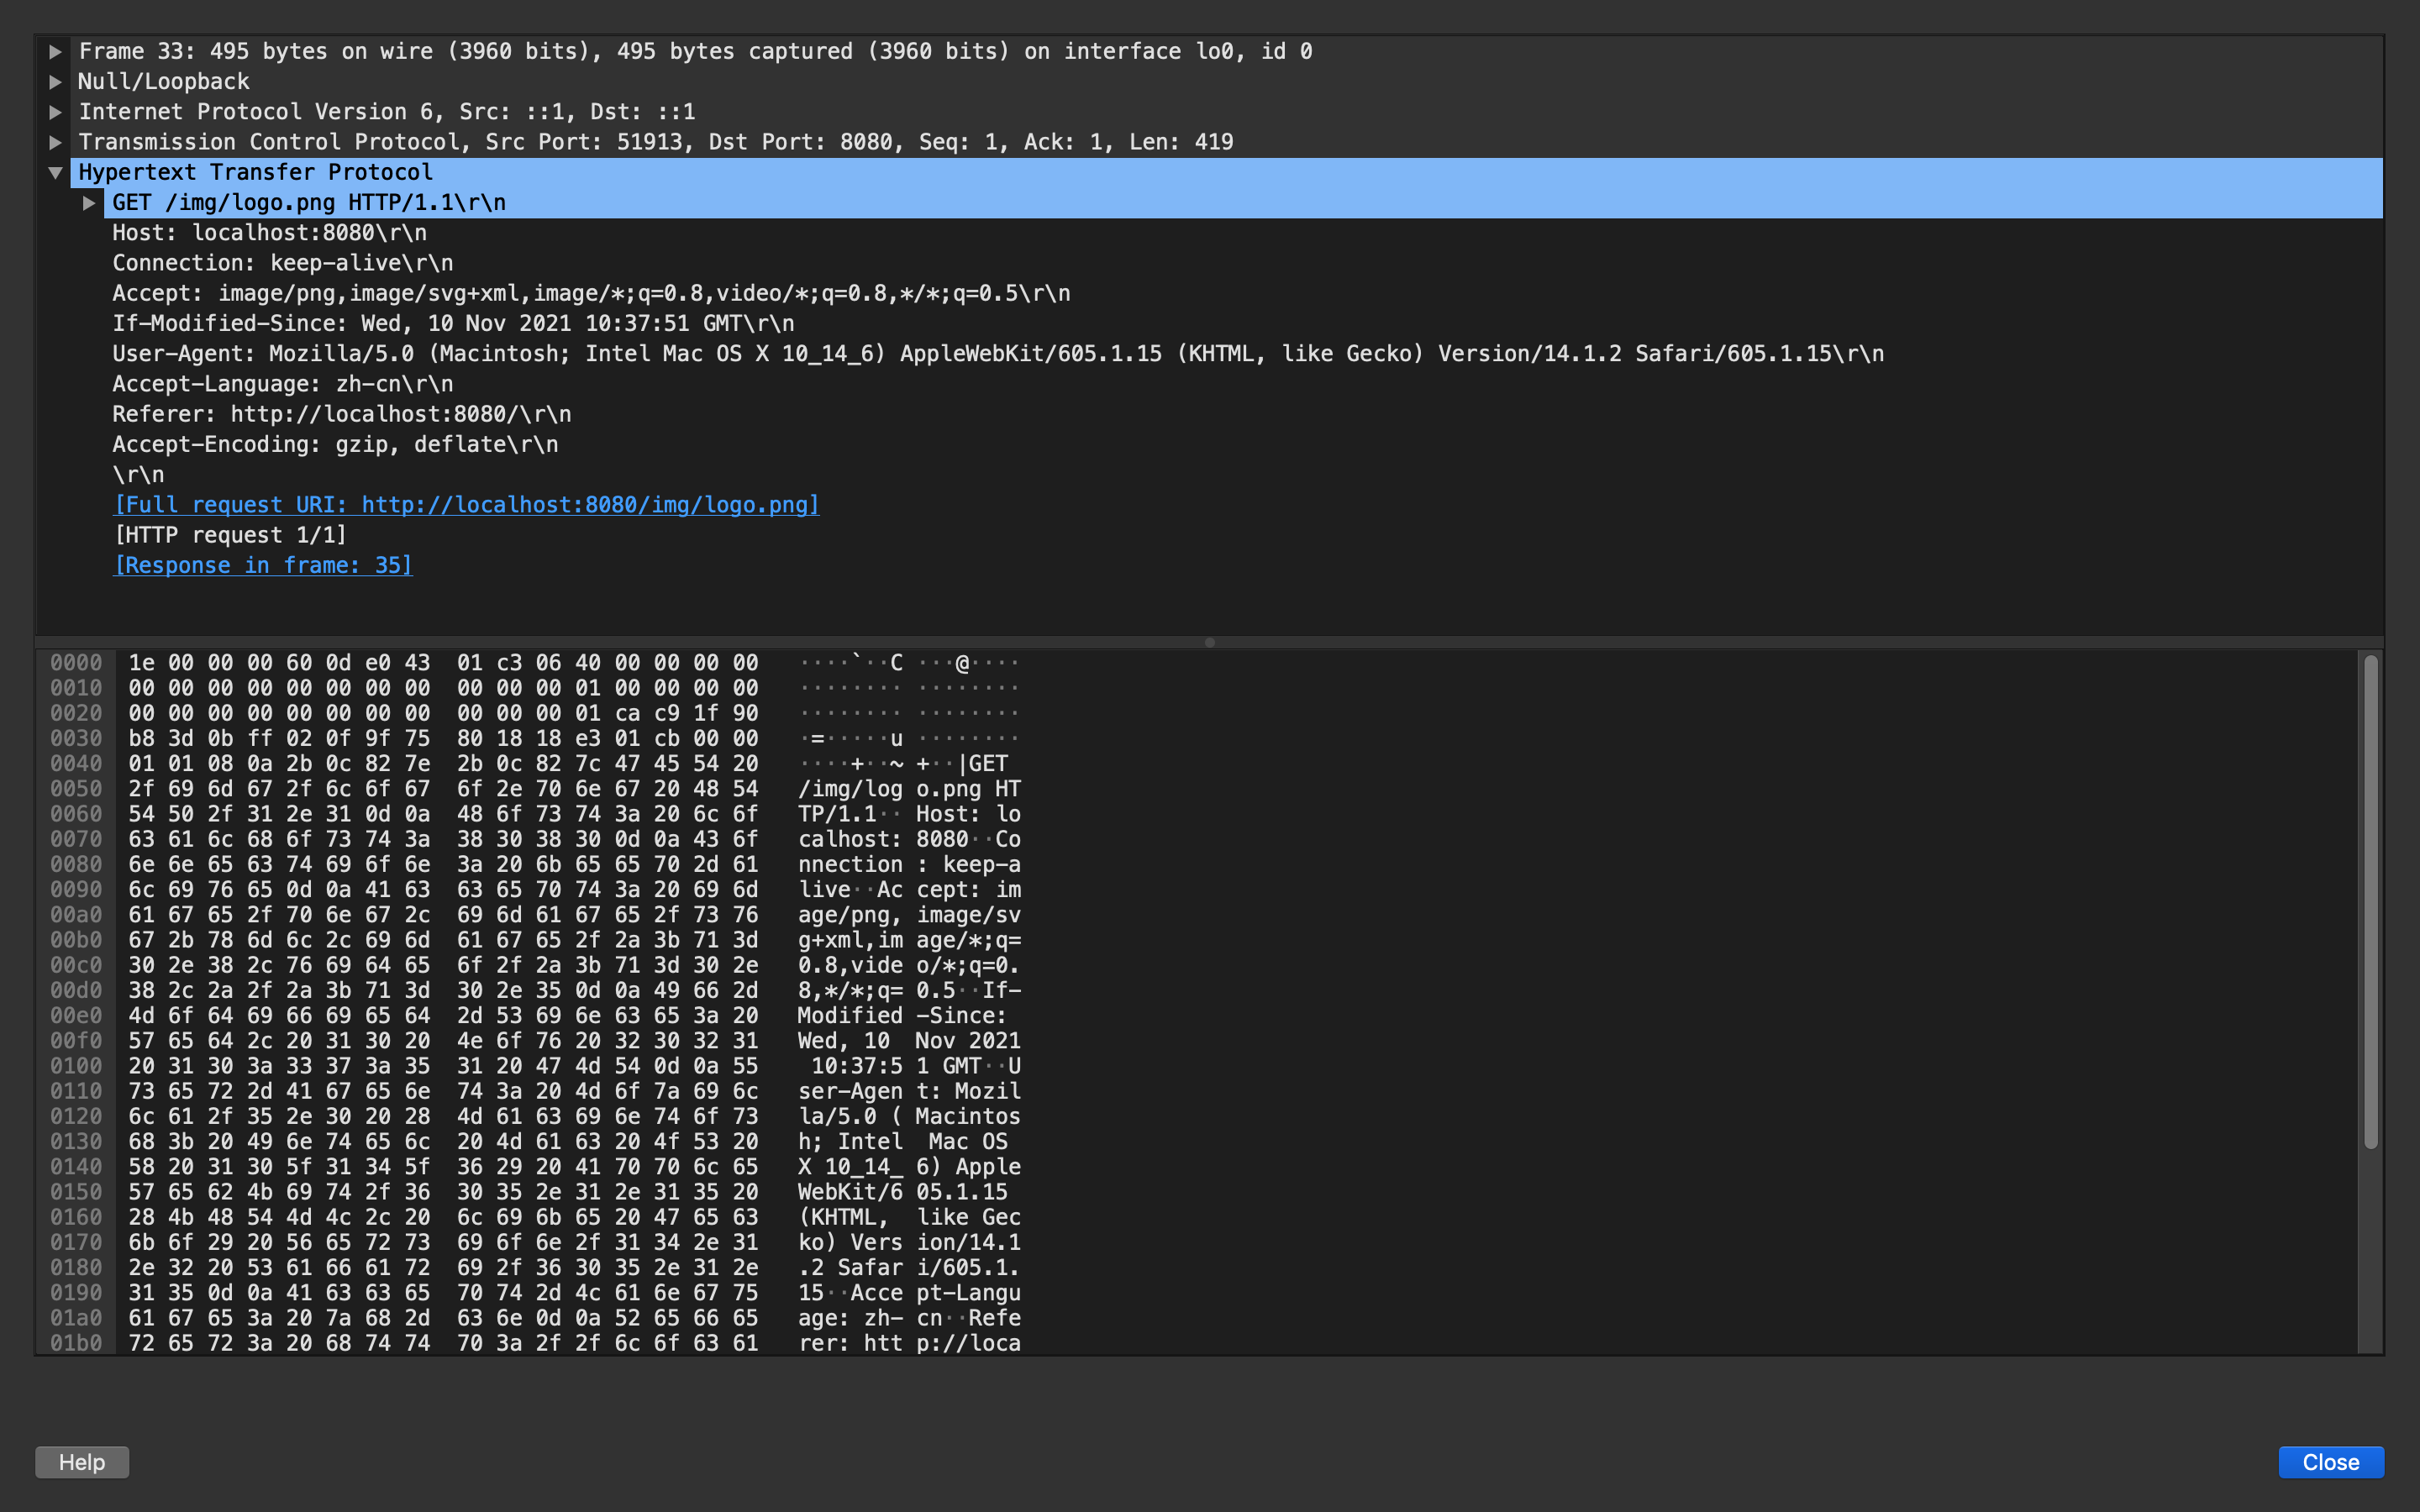 Frame 33: 495 bytes on wire (3960 bits), 495 bytes captured (3960 bits) on interface lo0, id 0
Null/Loopback
Internet Protocol Version 6, Src: ::1, Dst: ::1
Transmission Control Protocol, Src Port: 51913, Dst Port: 8080, Seq: 1, Ack: 1, Len: 419
Hypertext Transfer Protocol
GET /img/logo.png HTTP/1.1\r\n
Host: localhost:8080\r\n
Connection: keep-alive\r\n
Accept: image/png,image/svg+xml,image/*;q=0.8,video/*;q=0.8,*/*;q=0.5\r\n
If-Modified-Since: Wed, 10 Nov 2021 10:37:51 GMT\r\n
User-Agent: Mozilla/5.0 (Macintosh; Intel Mac OS X 10_14_6) AppleWebKit/605.1.15 (KHTML, like Gecko) Version/14.1.2 Safari/605.1.15\r\n
Accept-Language: zh-cn\r\n
Referer: http://localhost:8080/\r\n
Accept-Encoding: gzip, deflate\r\n
\r\n
[Full request URI: http://localhost:8080/img/logo.png]
[HTTP request 1/1]
[Response in frame: 35]
0000 1e 00 00 00 60 0d e0 43 01 c3 06 40 00 00 00 00 ····`··C ···@····
0010 00 00 00 00 00 00 00 00 00 00 00 01 00 00 00 00 ········ ········
0020 00 00 00 00 00 00 00 00 00 00 00 01 ca c9 1f 90 ········ ········
0030 b8 3d 0b ff 02 0f 9f 75 80 18 18 e3 01 cb 00 00 ·=·····u ········
0040 01 01 08 0a 2b 0c 82 7e 2b 0c 82 7c 47 45 54 20 ····+··~ +··|GET
0050 2f 69 6d 67 2f 6c 6f 67 6f 2e 70 6e 67 20 48 54 /img/log o.png HT
0060 54 50 2f 31 2e 31 0d 0a 48 6f 73 74 3a 20 6c 6f TP/1.1·· Host: lo
0070 63 61 6c 68 6f 73 74 3a 38 30 38 30 0d 0a 43 6f calhost: 8080··Co
0080 6e 6e 65 63 74 69 6f 6e 3a 20 6b 65 65 70 2d 61 nnection : keep-a
0090 6c 69 76 65 0d 0a 41 63 63 65 70 74 3a 20 69 6d live··Ac cept: im
00a0 61 67 65 2f 70 6e 67 2c 69 6d 61 67 65 2f 73 76 age/png, image/sv
00b0 67 2b 78 6d 6c 2c 69 6d 61 67 65 2f 2a 3b 71 3d g+xml,im age/*;q=
00c0 30 2e 38 2c 76 69 64 65 6f 2f 2a 3b 71 3d 30 2e 0.8,vide o/*;q=0.
00d0 38 2c 2a 2f 2a 3b 71 3d 30 2e 35 0d 0a 49 66 2d 8,*/*;q= 0.5··If-
00e0 4d 6f 64 69 66 69 65 64 2d 53 69 6e 63 65 3a 20 Modified -Since:
00f0 57 65 64 2c 20 31 30 20 4e 6f 76 20 32 30 32 31 Wed, 10 Nov 2021
0100 20 31 30 3a 33 37 3a 35 31 20 47 4d 54 0d 0a 55 10:37:5 1 GMT··U
0110 73 65 72 2d 41 67 65 6e 74 3a 20 4d 6f 7a 69 6c ser-Agen t: Mozil
0120 6c 61 2f 35 2e 30 20 28 4d 61 63 69 6e 74 6f 73 la/5.0 ( Macintos
0130 68 3b 20 49 6e 74 65 6c 20 4d 61 63 20 4f 53 20 h; Intel Mac OS
0140 58 20 31 30 5f 31 34 5f 36 29 20 41 70 70 6c 65 X 10_14_ 6) Apple
0150 57 65 62 4b 69 74 2f 36 30 35 2e 31 2e 31 35 20 WebKit/6 05.1.15
0160 28 4b 48 54 4d 4c 2c 20 6c 69 6b 65 20 47 65 63 (KHTML, like Gec
0170 6b 6f 29 20 56 65 72 73 69 6f 6e 2f 31 34 2e 31 ko) Vers ion/14.1
0180 2e 32 20 53 61 66 61 72 69 2f 36 30 35 2e 31 2e .2 Safar i/605.1.
0190 31 35 0d 0a 41 63 63 65 70 74 2d 4c 61 6e 67 75 15··Acce pt-Langu
01a0 61 67 65 3a 20 7a 68 2d 63 6e 0d 0a 52 65 66 65 age: zh- cn··Refe
01b0 72 65 72 3a 20 68 74 74 70 3a 2f 2f 6c 6f 63 61 rer: htt p://loca
Help
Close